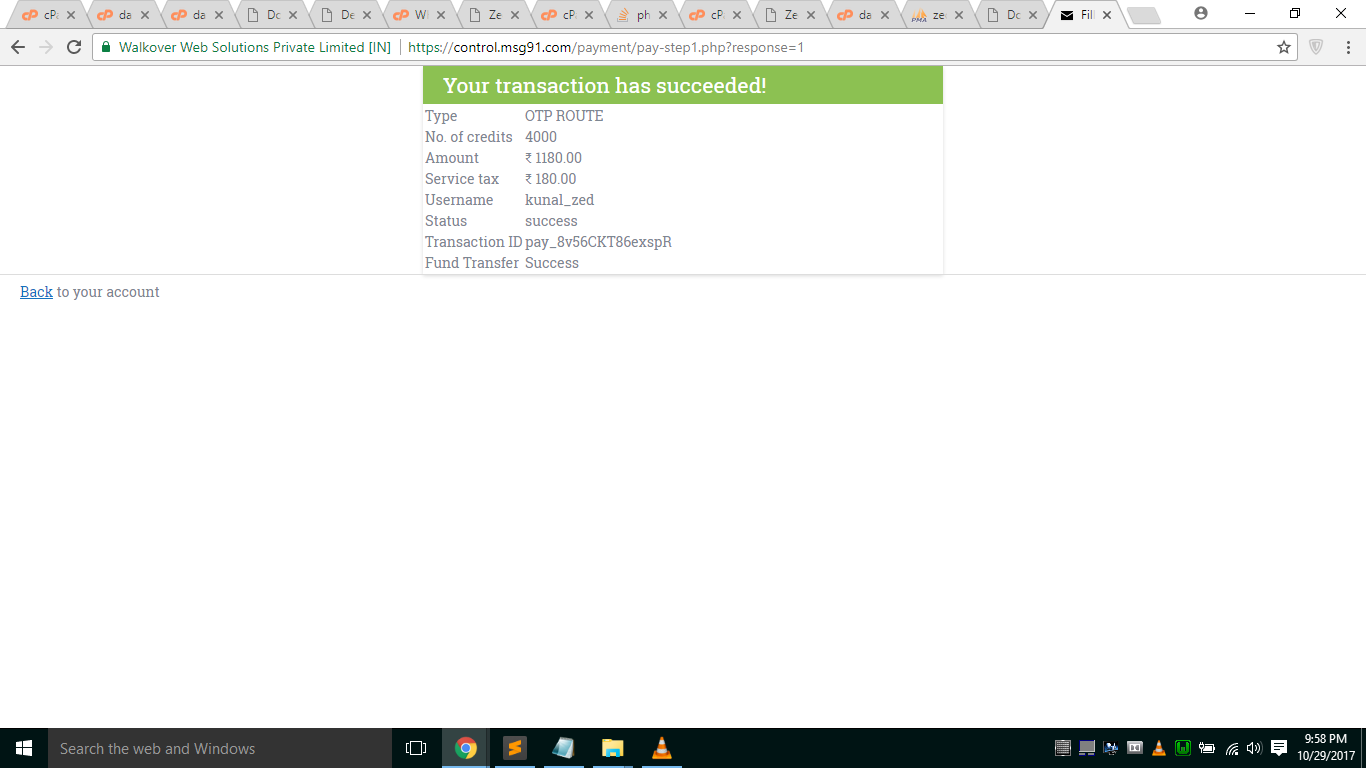 cPa da da Do De WI Ze cPa ph cPa Ze da ze Do Fill
Walkover Web Solutions Private Limited [IN] https://control.msg91.com/payment/pay-step1.php?response=1
Your transaction has succeeded!
Type OTP ROUTE
No. of credits 4000
Amount ₹ 1180.00
Service tax ₹ 180.00
Username kunal_zed
Status success
Transaction ID pay_8v56CKT86exspR
Fund Transfer Success
Back to your account
Search the web and Windows
9:58 PM
10/29/2017